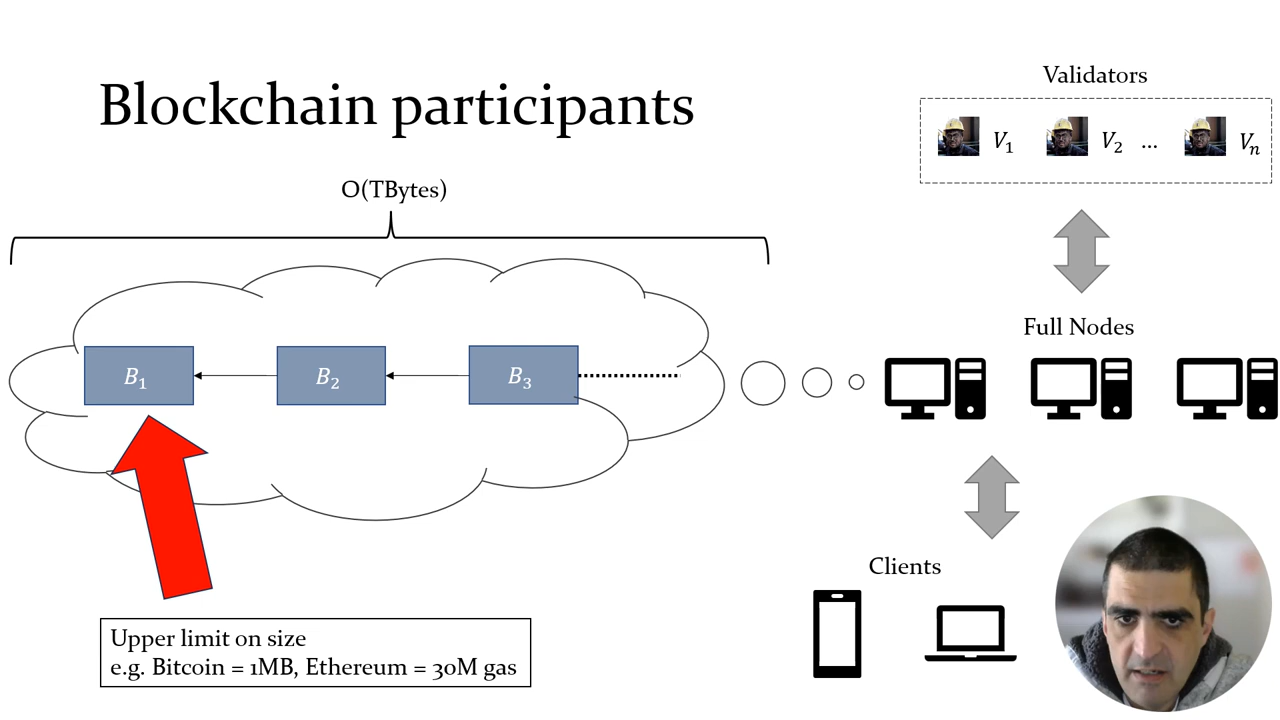 Blockchain participants
O(TBytes)
B1
B2
B3
Upper limit on size
e.g. Bitcoin = 1MB, Ethereum = 30M gas
Validators
V1
V2
...
Vn
Full Nodes
Clients